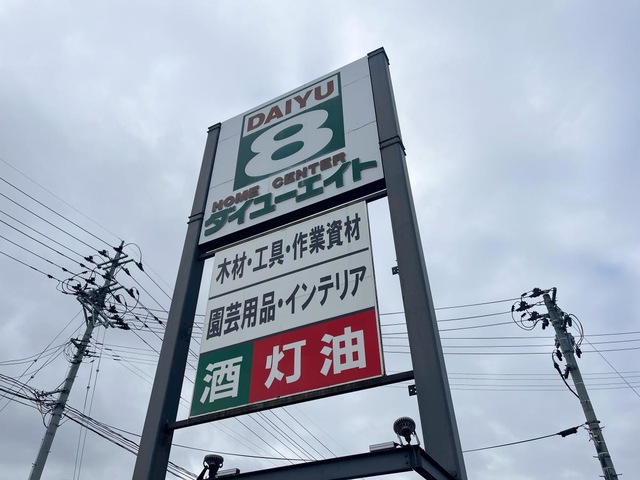 DAIYU
8
HOME CENTER
ダイユーエイト
木材・工具・作業資材
園芸用品・インテリア
酒 灯油